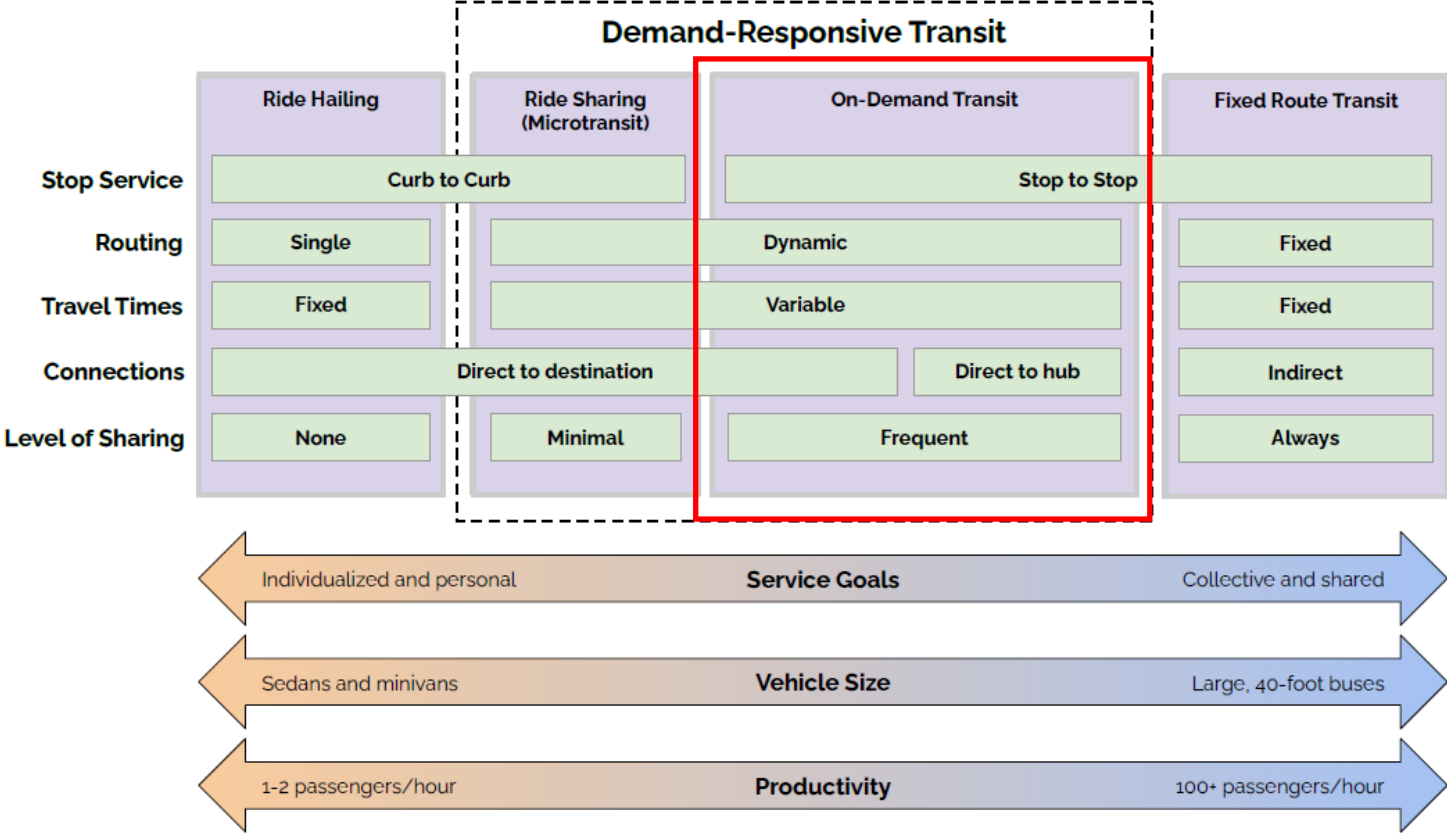 Demand-Responsive Transit
Ride Hailing
Ride Sharing
(Microtransit)
On-Demand Transit
Fixed Route Transit
Stop Service
Curb to Curb
Stop to Stop
Routing
Single
Dynamic
Fixed
Travel Times
Fixed
Variable
Fixed
Connections
Direct to destination
Direct to hub
Indirect
Level of Sharing
None
Minimal
Frequent
Always
Individualized and personal
Service Goals
Collective and shared
Sedans and minivans
Vehicle Size
Large, 40-foot buses
1-2 passengers/hour
Productivity
100+ passengers/hour